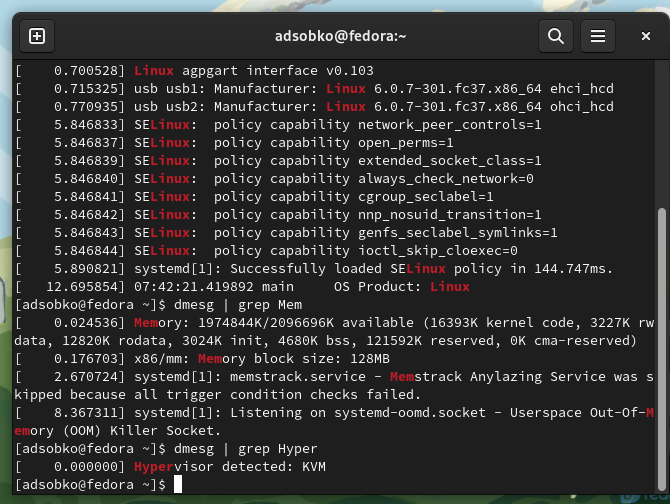 adsobko@fedora:~
[    0.700528] Linux agpgart interface v0.103
[    0.715325] usb usb1: Manufacturer: Linux 6.0.7-301.fc37.x86_64 ehci_hcd
[    0.770935] usb usb2: Manufacturer: Linux 6.0.7-301.fc37.x86_64 ohci_hcd
[    5.846833] SELinux:  policy capability network_peer_controls=1
[    5.846837] SELinux:  policy capability open_perms=1
[    5.846839] SELinux:  policy capability extended_socket_class=1
[    5.846840] SELinux:  policy capability always_check_network=0
[    5.846841] SELinux:  policy capability cgroup_seclabel=1
[    5.846842] SELinux:  policy capability nnp_nosuid_transition=1
[    5.846843] SELinux:  policy capability genfs_seclabel_symlinks=1
[    5.846844] SELinux:  policy capability ioctl_skip_cloexec=0
[    5.890821] systemd[1]: Successfully loaded SELinux policy in 144.747ms.
[   12.695854] 07:42:21.419892 main     OS Product: Linux
[adsobko@fedora ~]$ dmesg | grep Mem
[    0.024536] Memory: 1974844K/2096696K available (16393K kernel code, 3227K rw
data, 12820K rodata, 3024K init, 4680K bss, 121592K reserved, 0K cma-reserved)
[    0.176703] x86/mm: Memory block size: 128MB
[    2.670724] systemd[1]: memstrack.service - Memstrack Anylazing Service was s
kipped because all trigger condition checks failed.
[    8.367311] systemd[1]: Listening on systemd-oomd.socket - Userspace Out-Of-M
emory (OOM) Killer Socket.
[adsobko@fedora ~]$ dmesg | grep Hyper
[    0.000000] Hypervisor detected: KVM
[adsobko@fedora ~]$